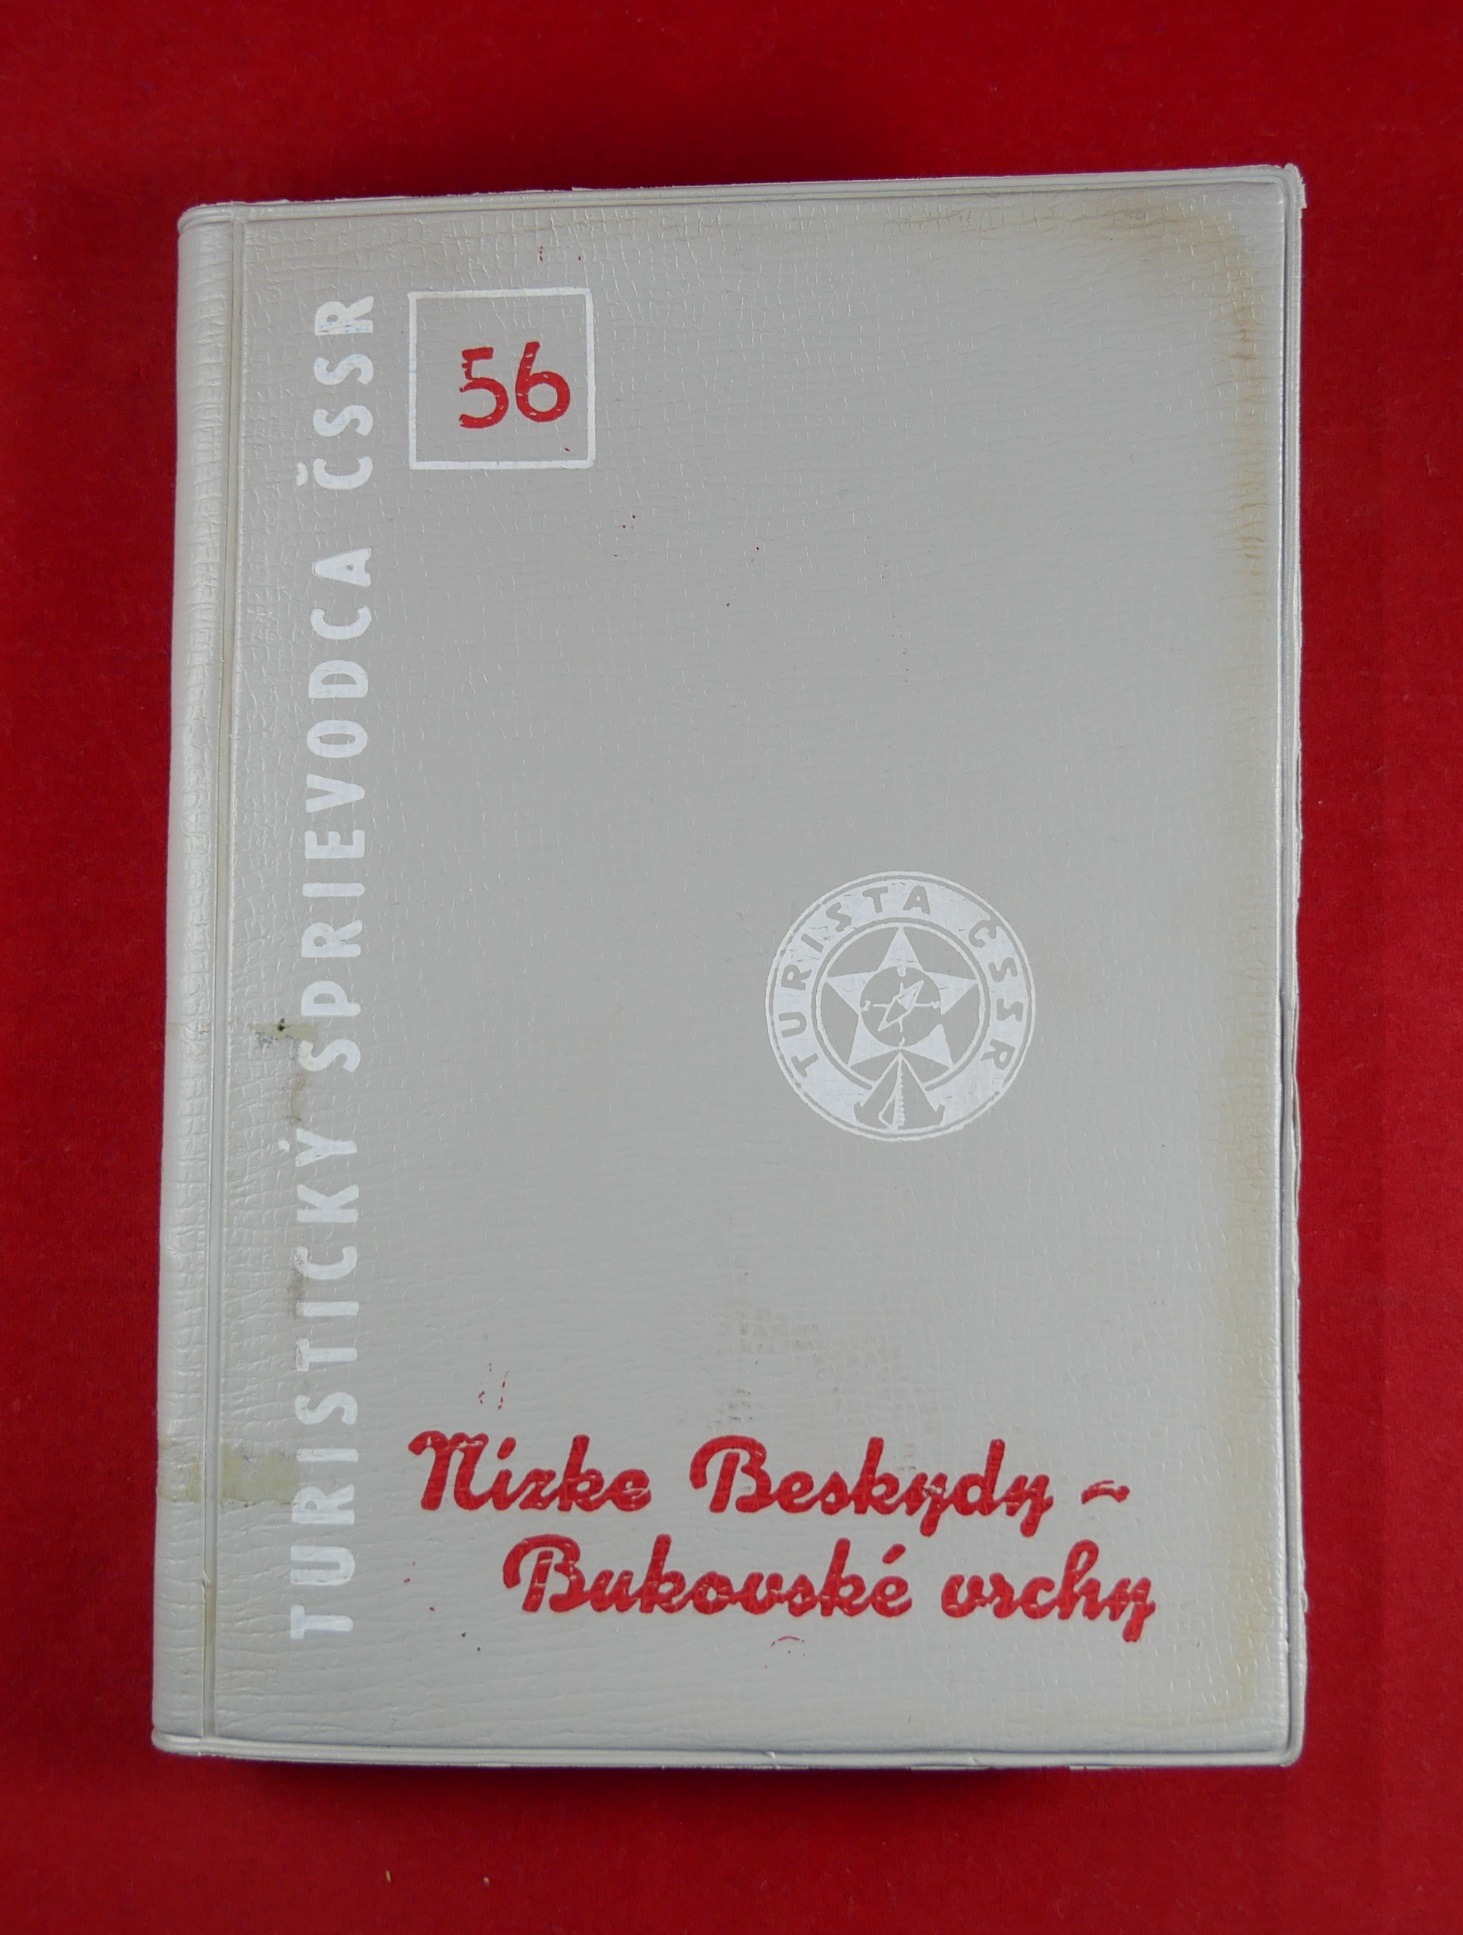 TURISTICKÝ SPRIEVODCA ČSSR
56
TURISTA ČSSR
Nízke Beskydy –
Bukovské vrchy